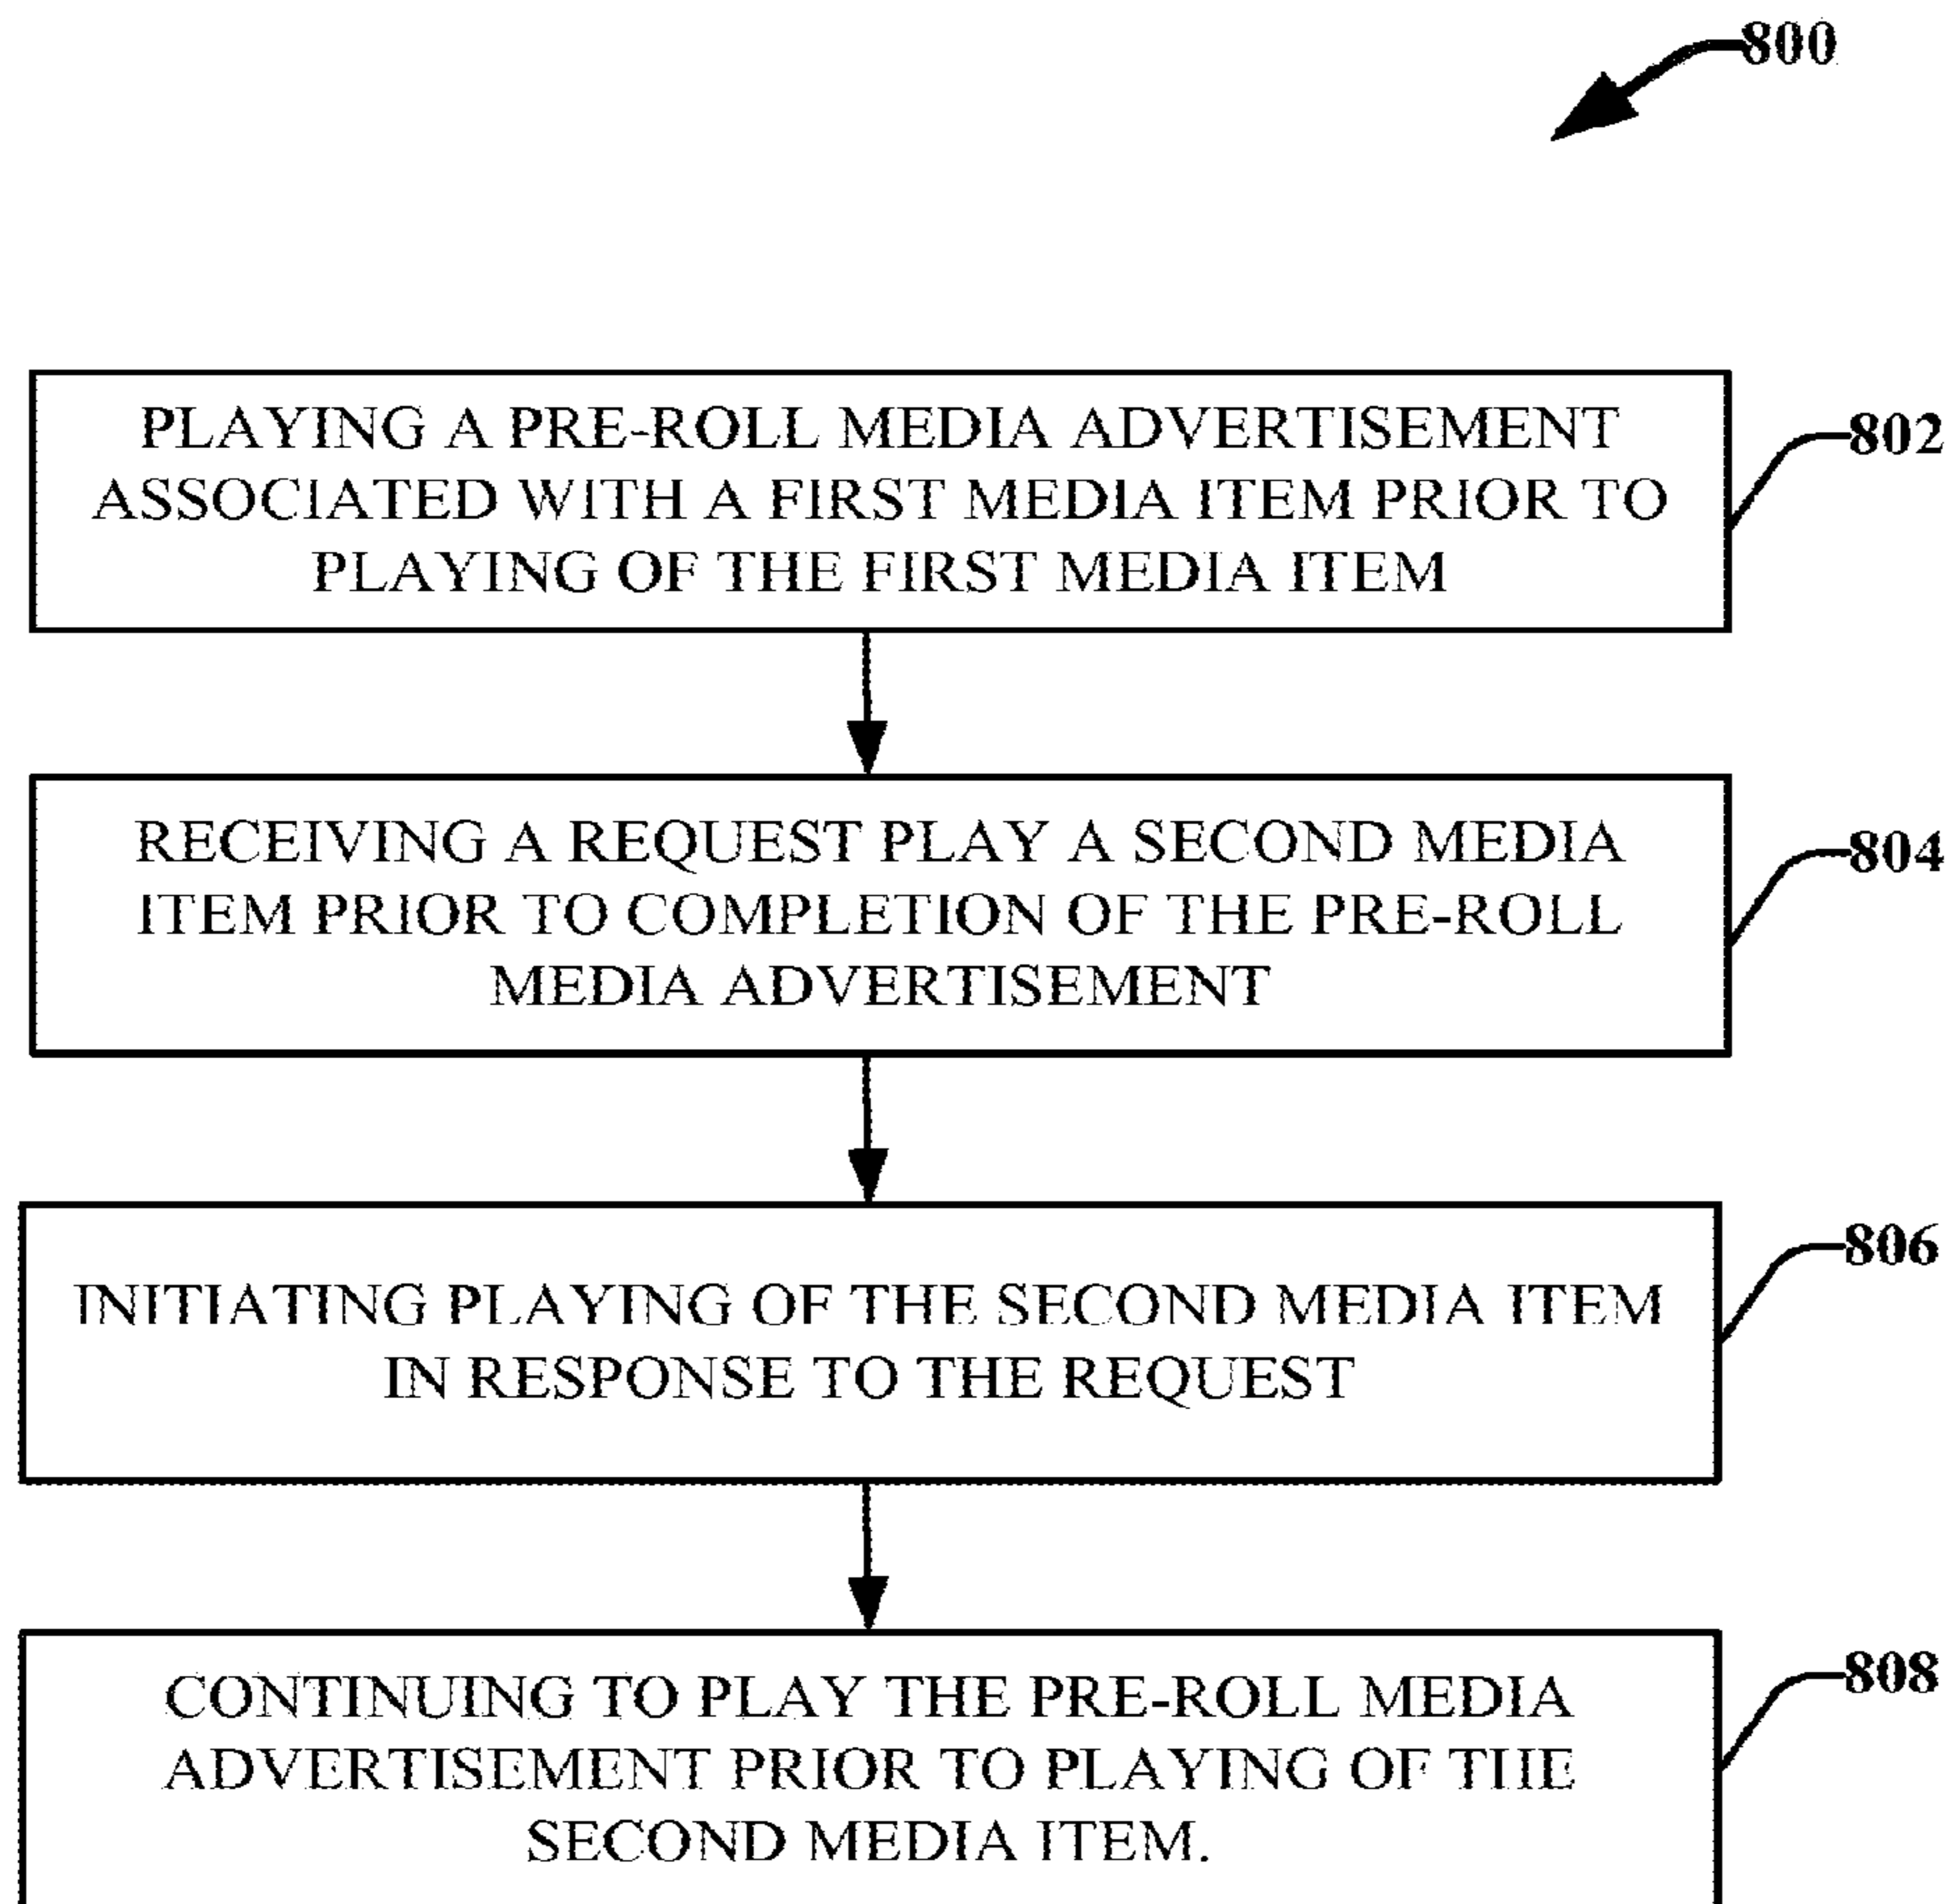 800
PLAYING A PRE-ROLL MEDIA ADVERTISEMENT
ASSOCIATED WITH A FIRST MEDIA ITEM PRIOR TO
PLAYING OF THE FIRST MEDIA ITEM
802
RECEIVING A REQUEST PLAY A SECOND MEDIA
ITEM PRIOR TO COMPLETION OF THE PRE-ROLL
MEDIA ADVERTISEMENT
804
INITIATING PLAYING OF THE SECOND MEDIA ITEM
IN RESPONSE TO THE REQUEST
806
CONTINUING TO PLAY THE PRE-ROLL MEDIA
ADVERTISEMENT PRIOR TO PLAYING OF THE
SECOND MEDIA ITEM.
808